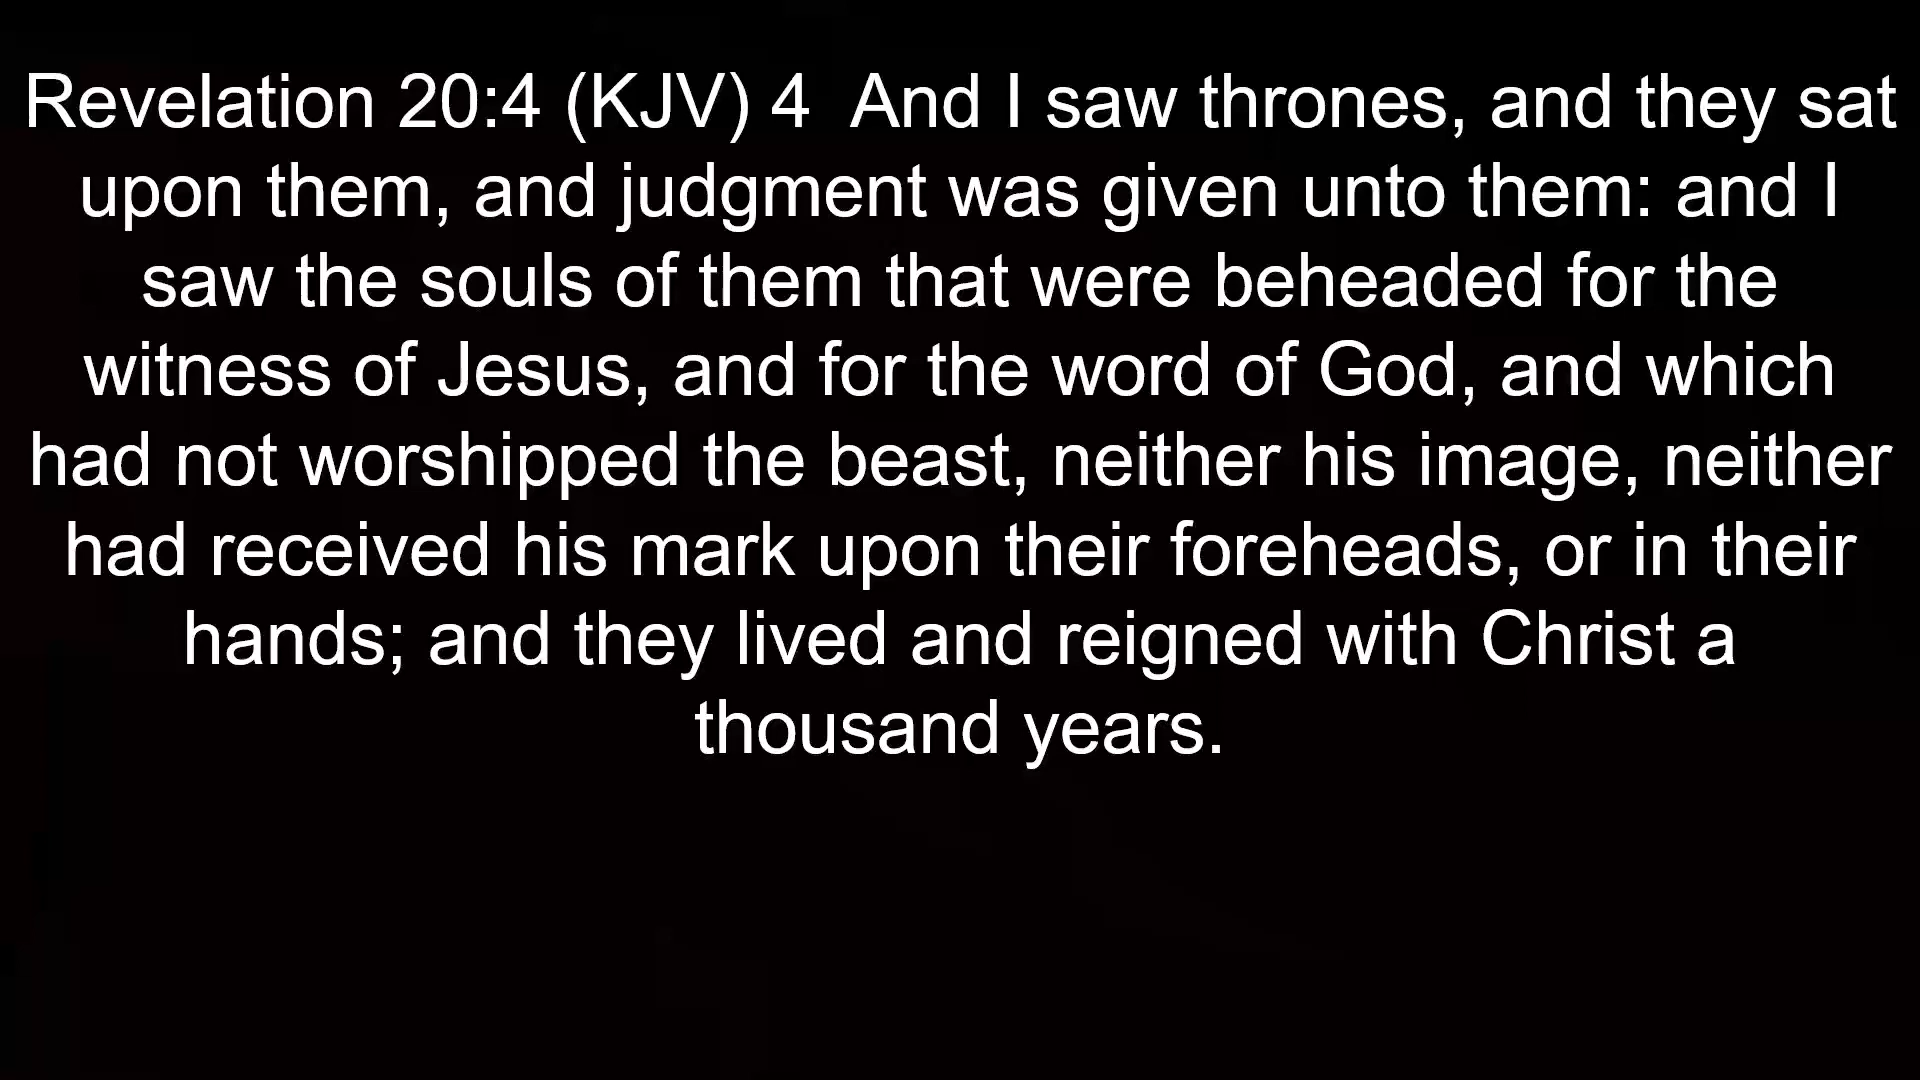 Revelation 20:4 (KJV) 4  And I saw thrones, and they sat
upon them, and judgment was given unto them: and I
saw the souls of them that were beheaded for the
witness of Jesus, and for the word of God, and which
had not worshipped the beast, neither his image, neither
had received his mark upon their foreheads, or in their
hands; and they lived and reigned with Christ a
thousand years.